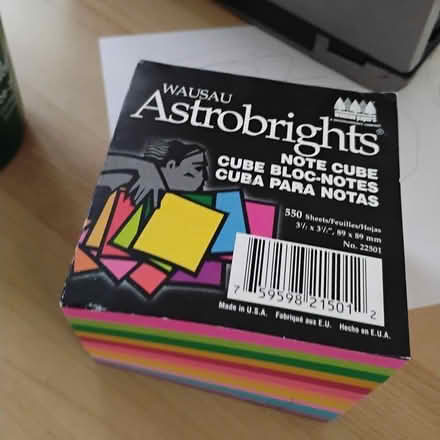 WAUSAU
Astrobrights®
NOTE CUBE
CUBE BLOC-NOTES
CUBA PARA NOTAS
550 Sheets/Feuilles/Hojas
3½ x 3½", 89 x 89 mm
No. 22501
7 59598 21501 2
Made in U.S.A. Fabriqué aux E.U. Hecho en E.U.A.